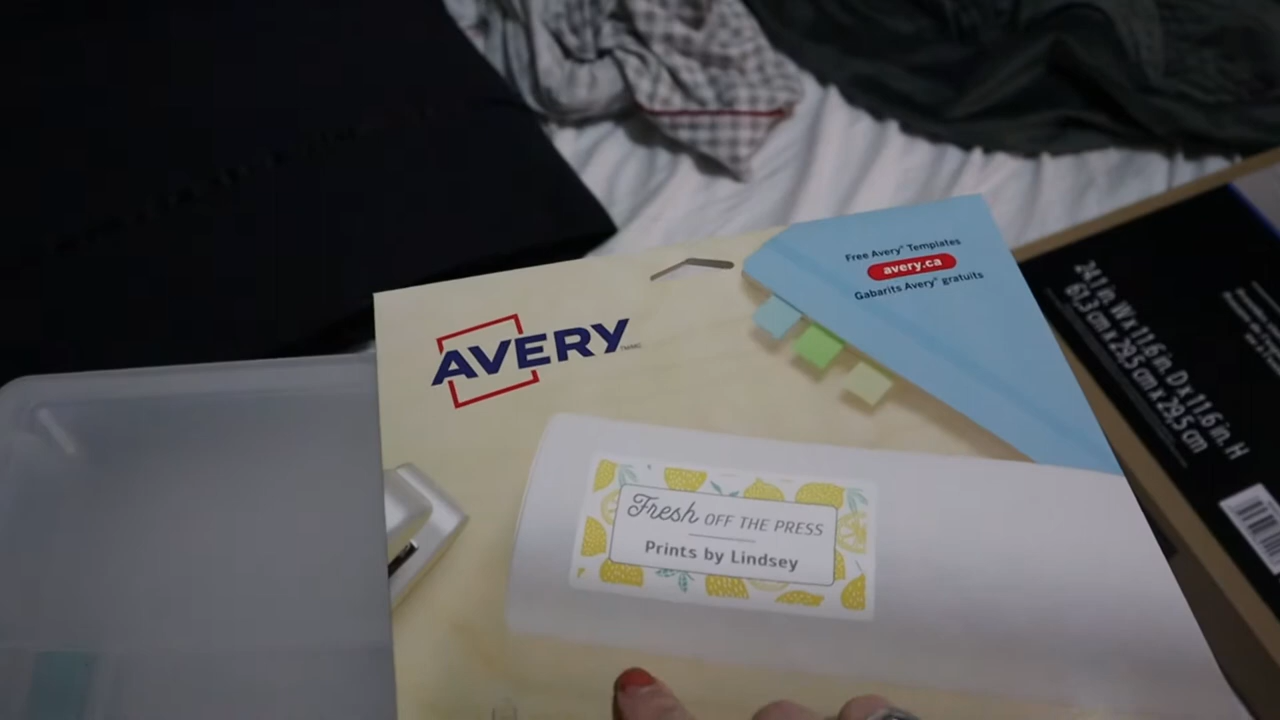 Free Avery® Templates
avery.ca
Gabarits Avery® gratuits
AVERY
Fresh OFF THE PRESS
Prints by Lindsey
24.1 in. W x 11.6 in. D x 11.6 in. H
61,3 cm x 29,5 cm x 29,5 cm